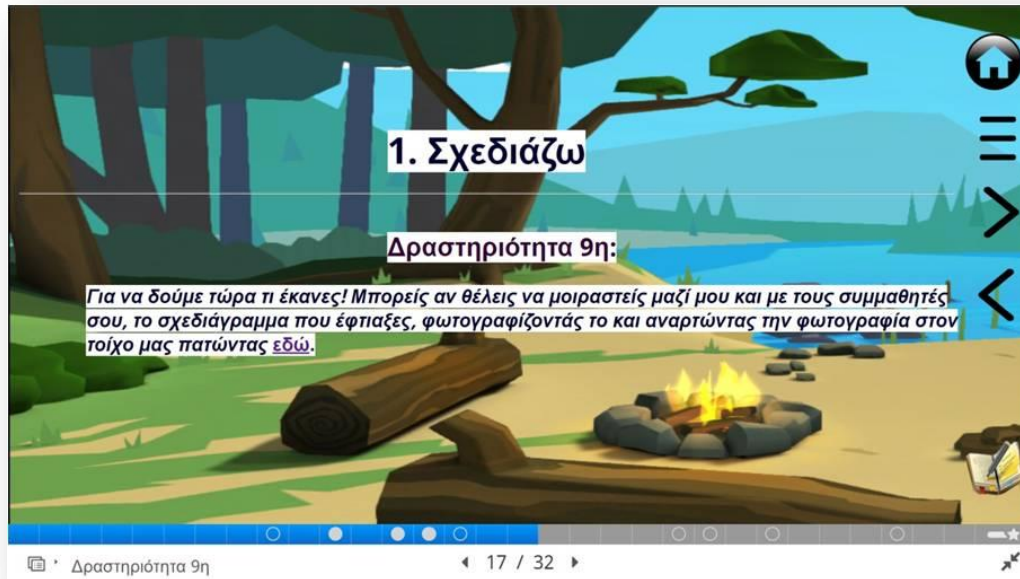 1. Σχεδιάζω
Δραστηριότητα 9η:
Για να δούμε τώρα τι έκανες! Μπορείς αν θέλεις να μοιραστείς μαζί μου και με τους συμμαθητές
σου, το σχεδιάγραμμα που έφτιαξες, φωτογραφίζοντάς το και αναρτώντας την φωτογραφία στον
τοίχο μας πατώντας εδώ.
Δραστηριότητα 9η
17 / 32